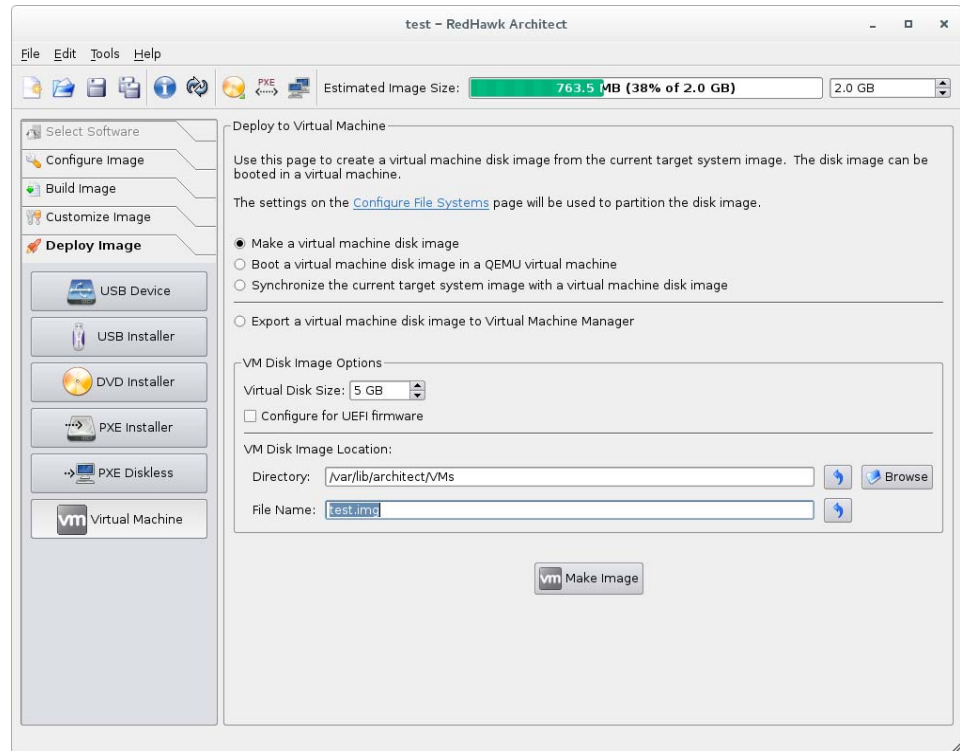 test – RedHawk Architect
File Edit Tools Help
PXE
Estimated Image Size: 763.5 MB (38% of 2.0 GB) 2.0 GB
Select Software
Configure Image
Build Image
Customize Image
Deploy Image
USB Device
USB Installer
DVD Installer
PXE Installer
PXE Diskless
vm Virtual Machine
Deploy to Virtual Machine
Use this page to create a virtual machine disk image from the current target system image. The disk image can be
booted in a virtual machine.
The settings on the Configure File Systems page will be used to partition the disk image.
Make a virtual machine disk image
Boot a virtual machine disk image in a QEMU virtual machine
Synchronize the current target system image with a virtual machine disk image
Export a virtual machine disk image to Virtual Machine Manager
VM Disk Image Options
Virtual Disk Size: 5 GB
Configure for UEFI firmware
VM Disk Image Location:
Directory: /var/lib/architect/VMs Browse
File Name: test.img
vm Make Image